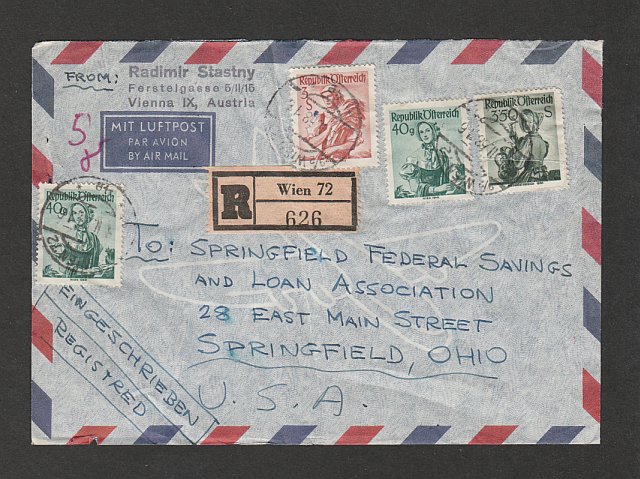 FROM:
Radimir Stastny
Ferstelgasse 5/II/15
Vienna IX, Austria
5
MIT LUFTPOST
PAR AVION
BY AIR MAIL
REPUBLIK ÖSTERREICH
S
REPUBLIK ÖSTERREICH
40g
REPUBLIK ÖSTERREICH
350 S
R
Wien 72
626
REPUBLIK ÖSTERREICH
40g
TO: SPRINGFIELD FEDERAL SAVINGS
AND LOAN ASSOCIATION
28 EAST MAIN STREET
SPRINGFIELD, OHIO
U.S.A.
EINGESCHRIEBEN
REGISTRED